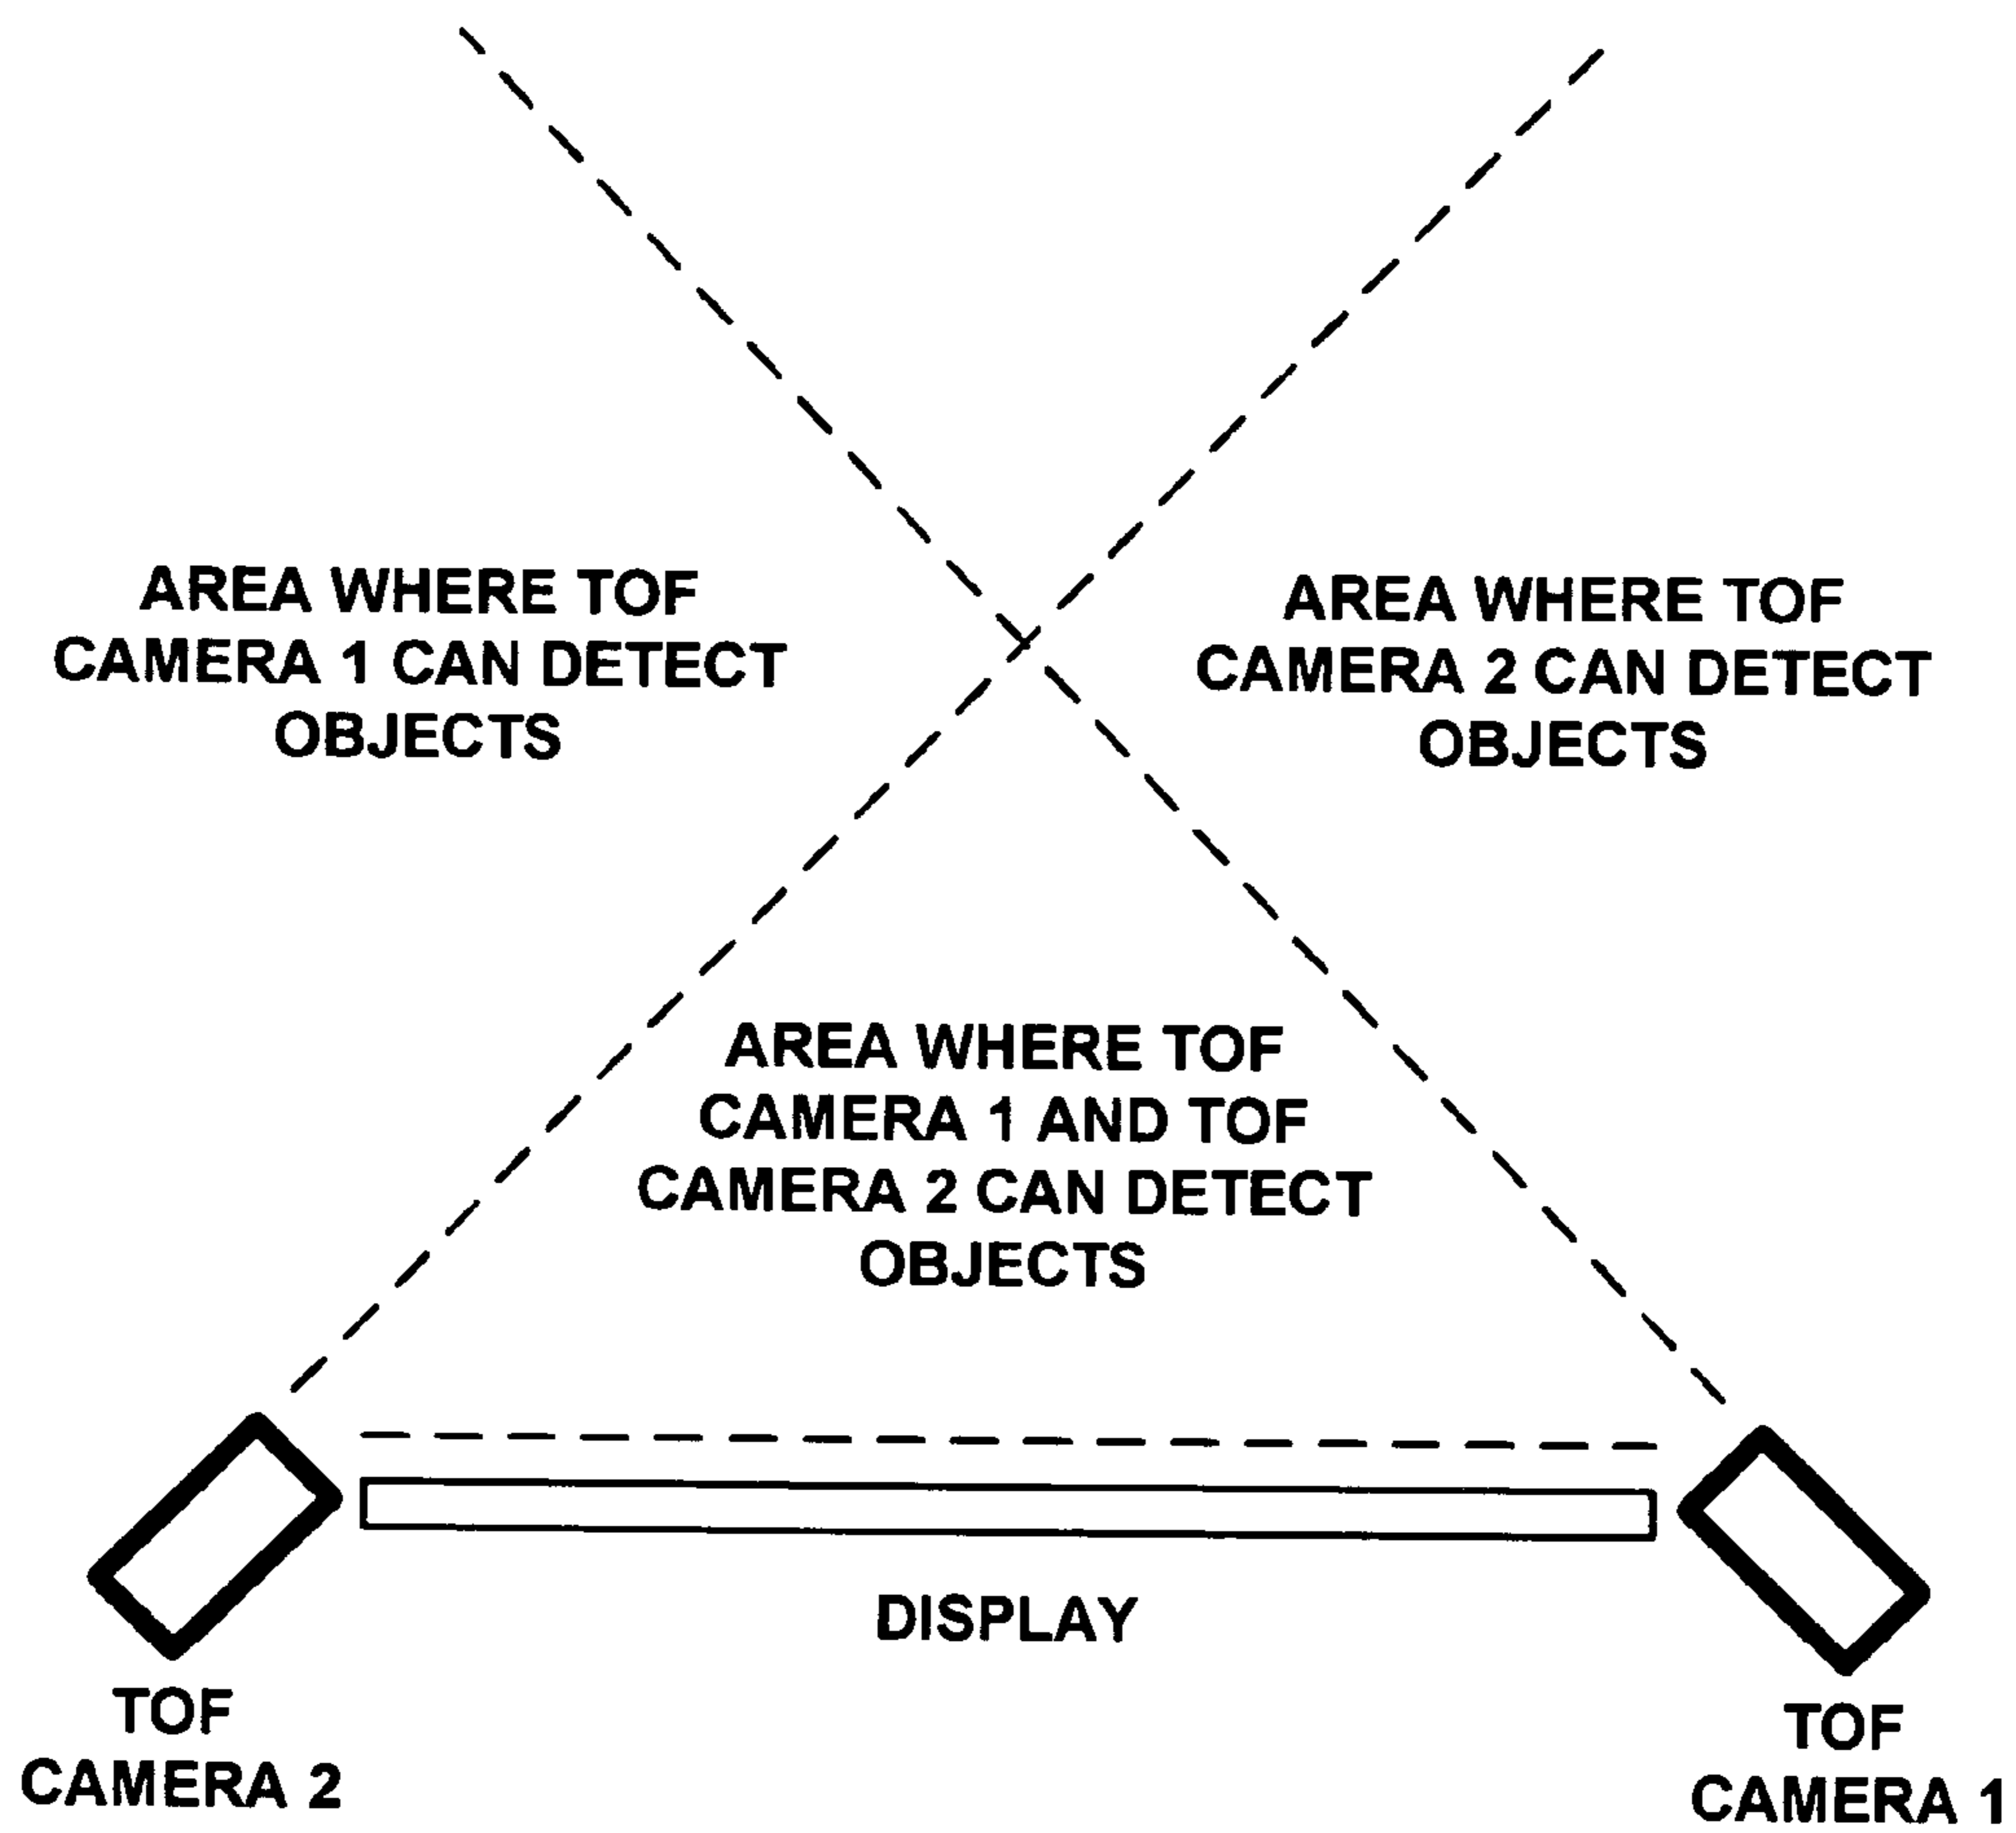 AREA WHERE TOF
CAMERA 1 CAN DETECT
OBJECTS
AREA WHERE TOF
CAMERA 2 CAN DETECT
OBJECTS
AREA WHERE TOF
CAMERA 1 AND TOF
CAMERA 2 CAN DETECT
OBJECTS
DISPLAY
TOF
CAMERA 2
TOF
CAMERA 1